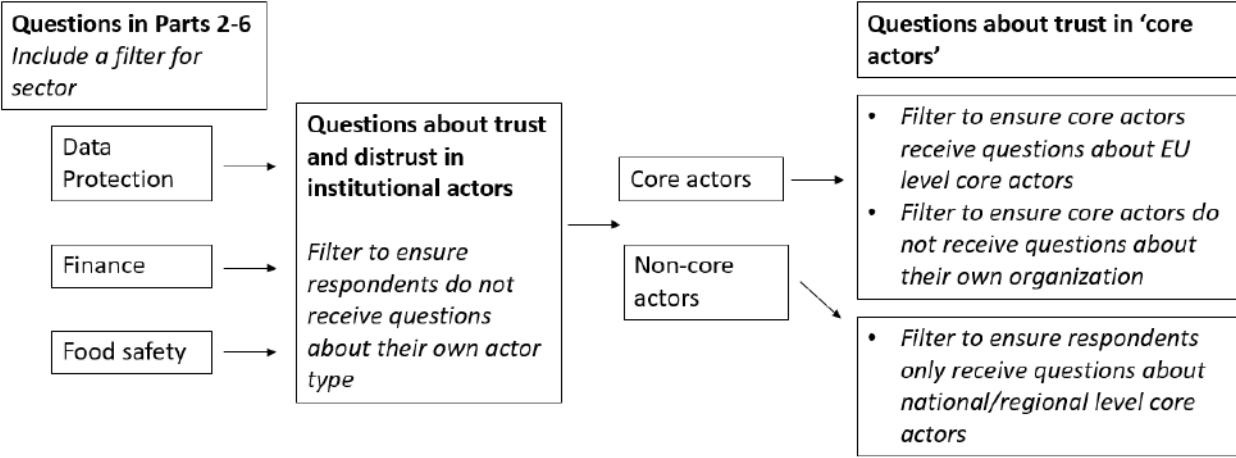 Questions in Parts 2-6
Include a filter for
sector
Data
Protection
Finance
Food safety
Questions about trust
and distrust in
institutional actors
Filter to ensure
respondents do not
receive questions
about their own actor
type
Core actors
Non-core
actors
Questions about trust in ‘core
actors’
• Filter to ensure core actors
receive questions about EU
level core actors
• Filter to ensure core actors do
not receive questions about
their own organization
• Filter to ensure respondents
only receive questions about
national/regional level core
actors